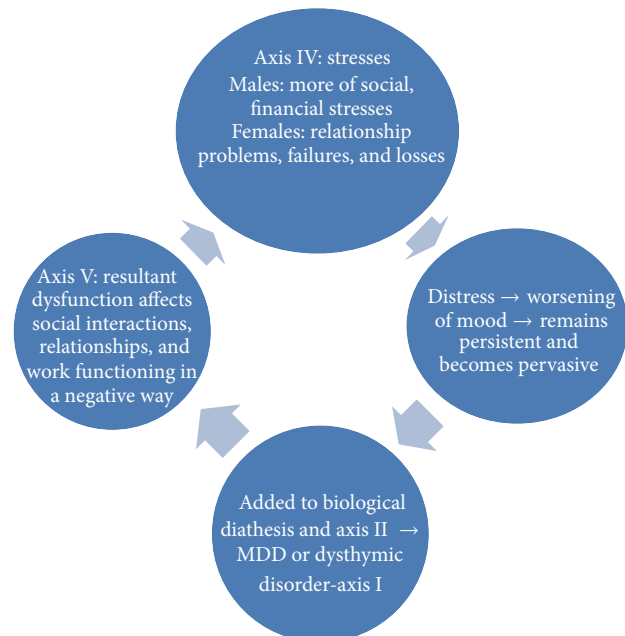 Axis IV: stresses
Males: more of social,
financial stresses
Females: relationship
problems, failures, and losses
Distress → worsening
of mood → remains
persistent and
becomes pervasive
Added to biological
diathesis and axis II →
MDD or dysthymic
disorder-axis I
Axis V: resultant
dysfunction affects
social interactions,
relationships, and
work functioning in
a negative way